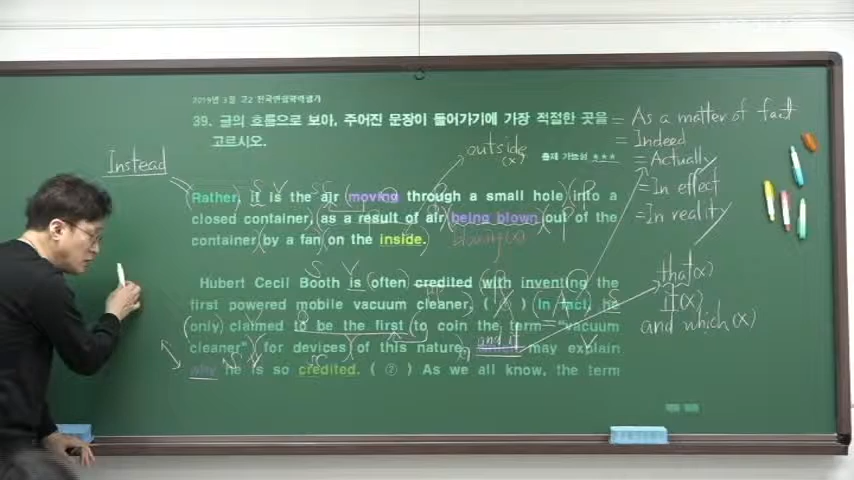 2019년 3월 고2 전국연합학력평가
39. 글의 흐름으로 보아, 주어진 문장이 들어가기에 가장 적절한 곳을
고르시오.
출제 가능성 ★★★
= As a matter of fact
= Indeed
= Actually
= In effect
= In reality
outside
(x)
Instead
Rather, it is the air moving through a small hole into a
closed container, as a result of air being blown out of the
container by a fan on the inside.
blowing(x)
Hubert Cecil Booth is often credited with inventing the
first powered mobile vacuum cleaner. ( ) In fact, he
only claimed to be the first to coin the term "vacuum
cleaner" for devices of this nature, which may explain
and it
why he is so credited. ( ② ) As we all know, the term
that(x)
it(x)
and which(x)